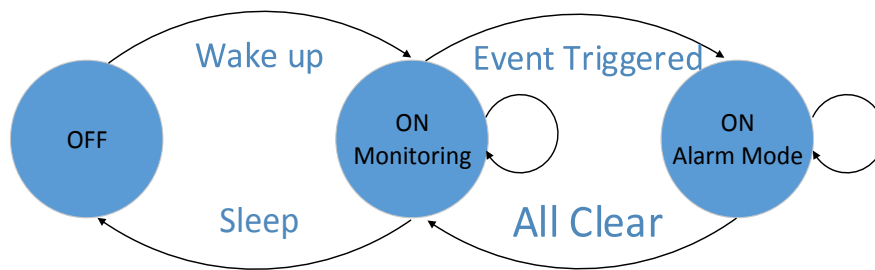 Wake up
Event Triggered
OFF
ON
Monitoring
ON
Alarm Mode
Sleep
All Clear